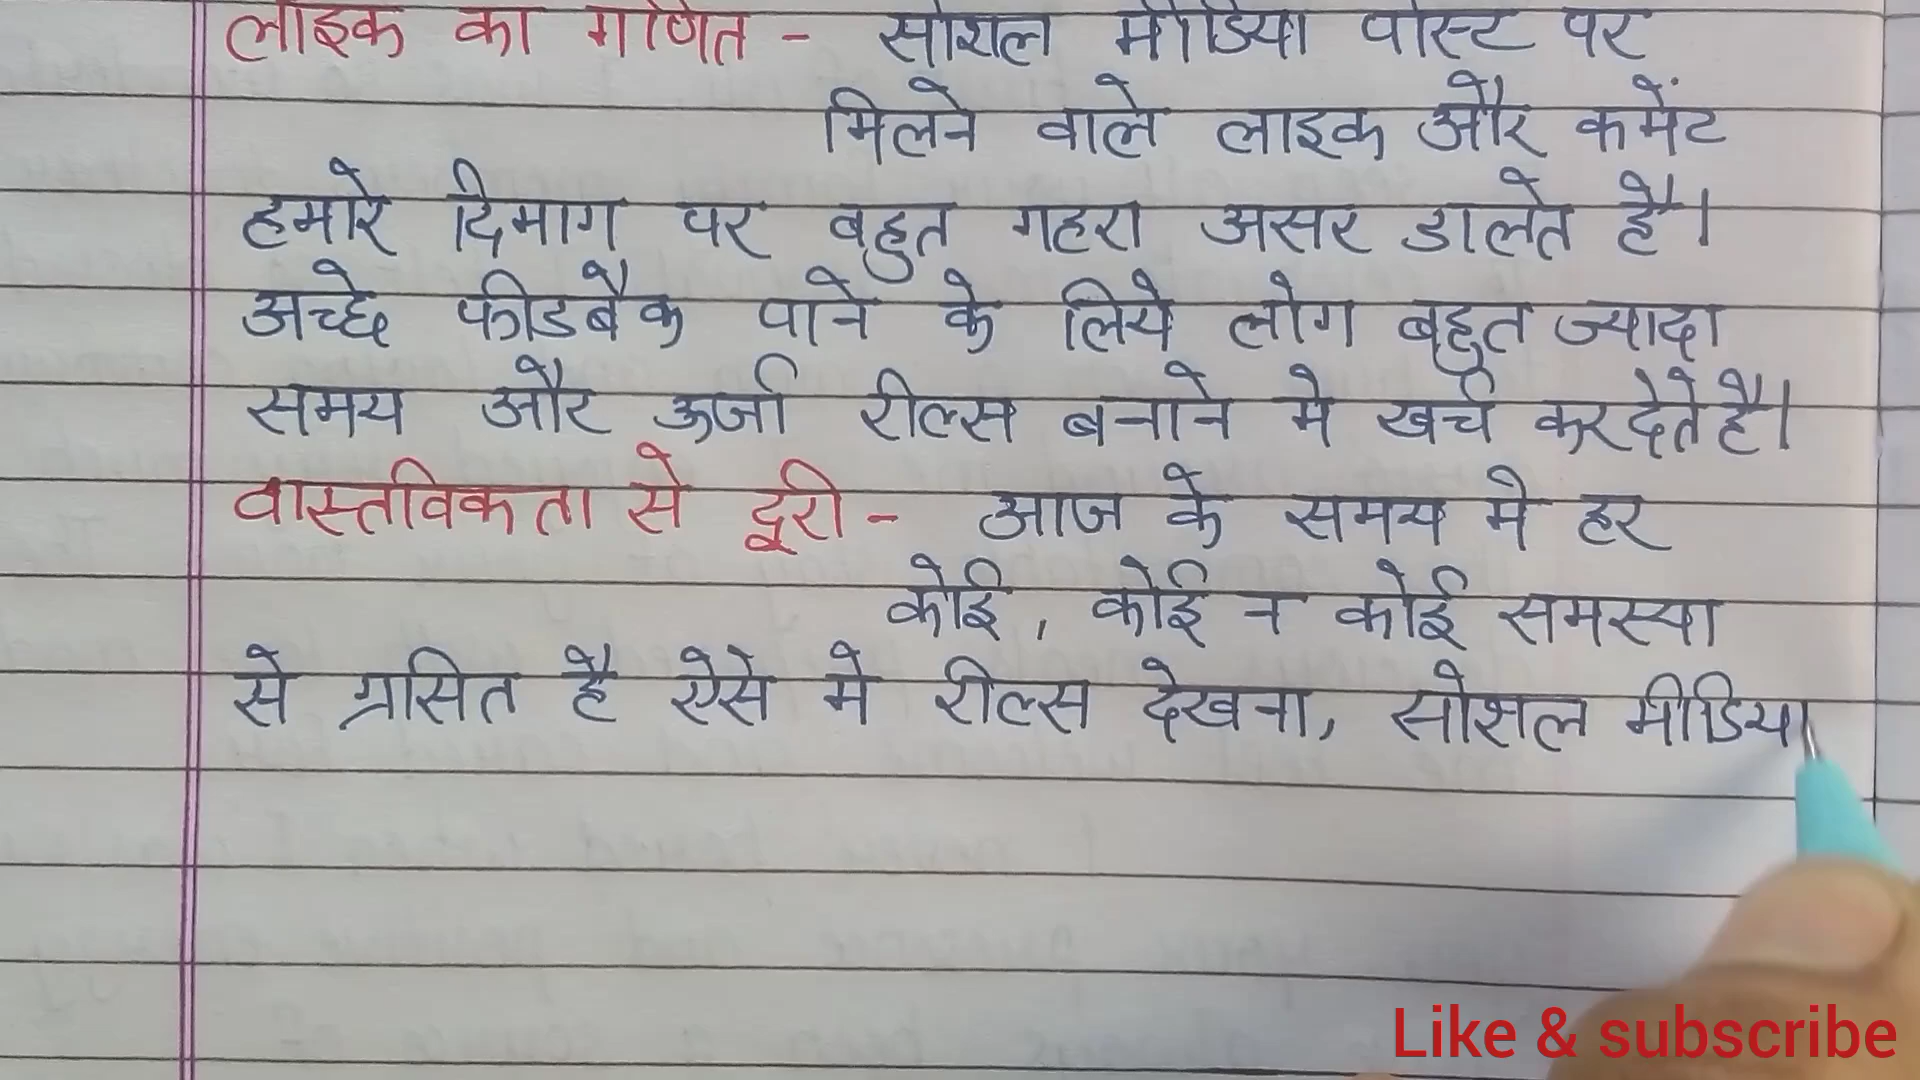 लाइक का गणित - सोशल मीडिया पोस्ट पर
मिलने वाले लाइक और कमेंट
हमारे दिमाग पर बहुत गहरा असर डालते है।
अच्छे फीडबैक पाने के लिये लोग बहुत ज्यादा
समय और ऊर्जा रील्स बनाने मे खर्च कर देते है।
वास्तविकता से दूरी - आज के समय मे हर
कोई, कोई न कोई समस्या
से ग्रसित है ऐसे मे रील्स देखना, सोशल मीडिया
Like & subscribe